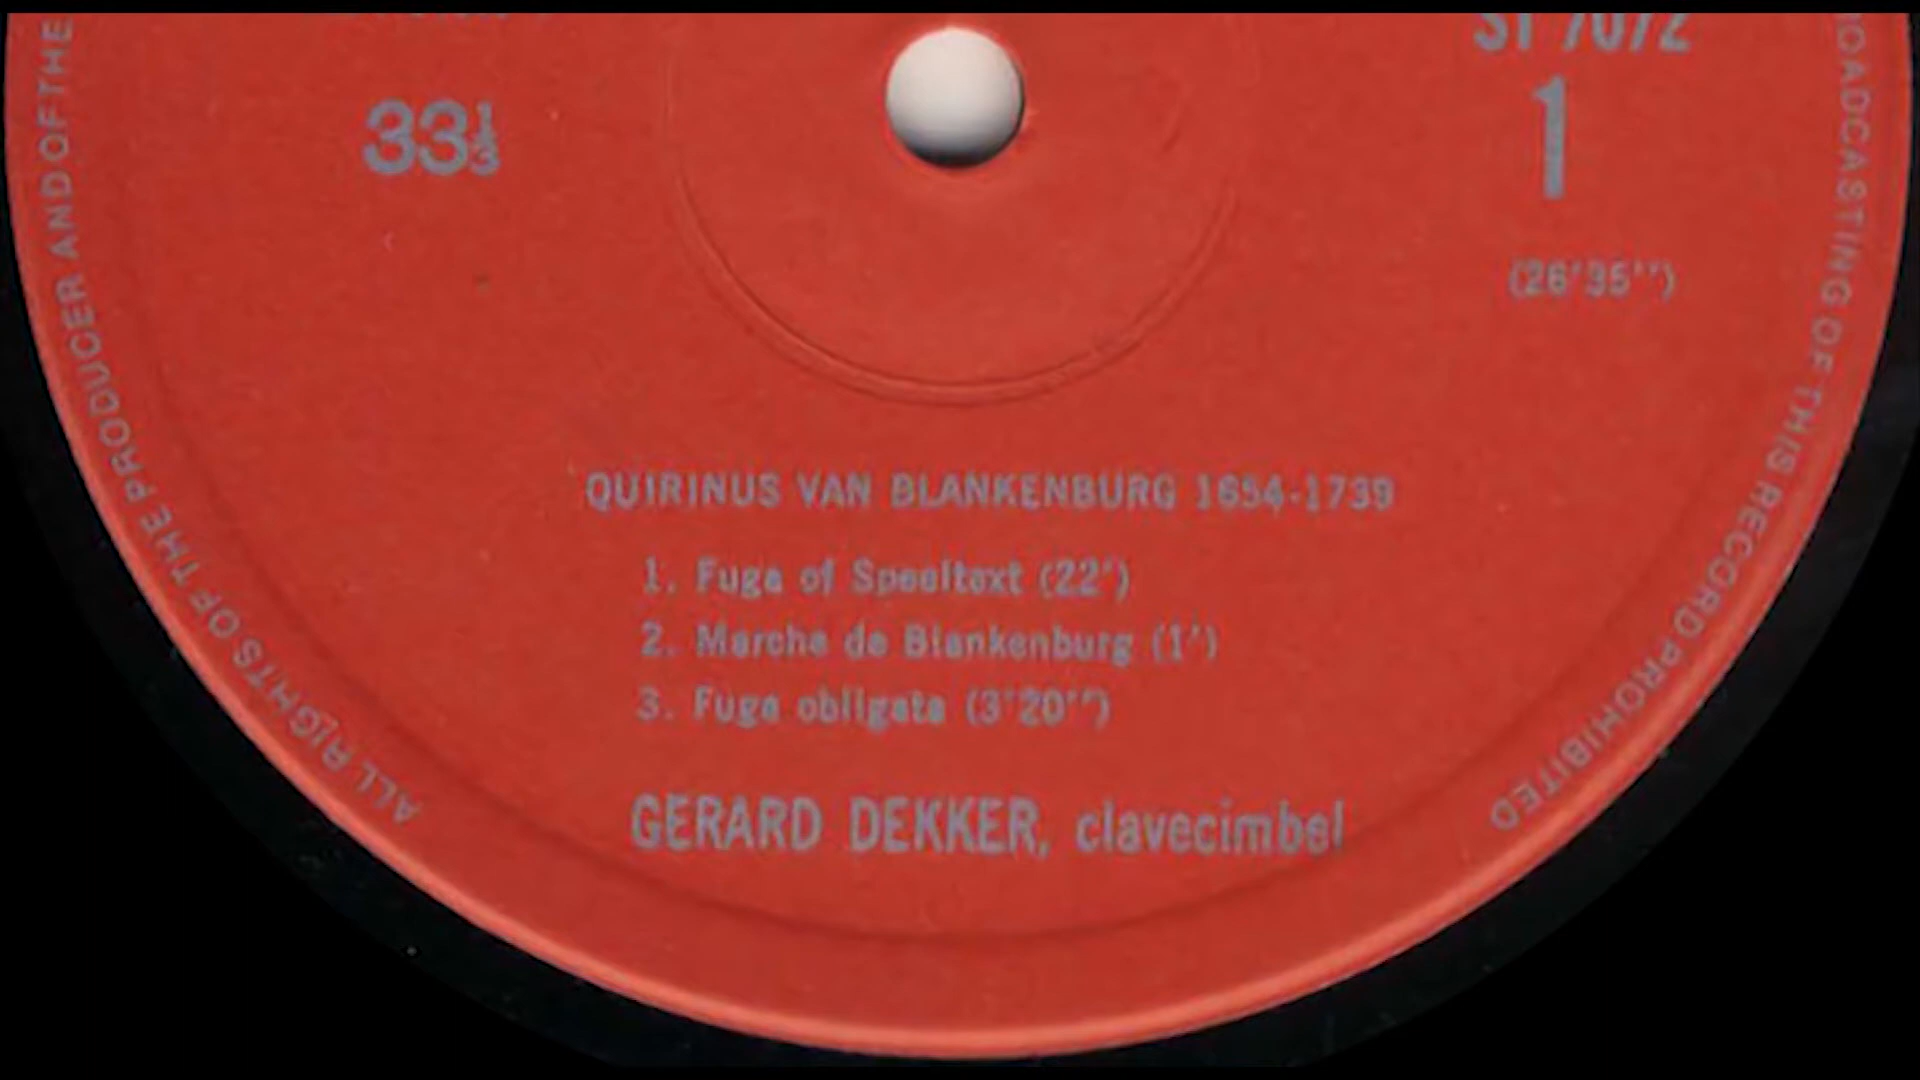 ST 7072
33⅓
1
(26'35'')
QUIRINUS VAN BLANKENBURG 1654-1739
1. Fuga of Speeltext (22')
2. Marche de Blankenburg (1')
3. Fuga obligata (3'20'')
GERARD DEKKER, clavecimbel
ALL RIGHTS OF THE PRODUCER AND OF THE
BROADCASTING OF THIS RECORD PROHIBITED